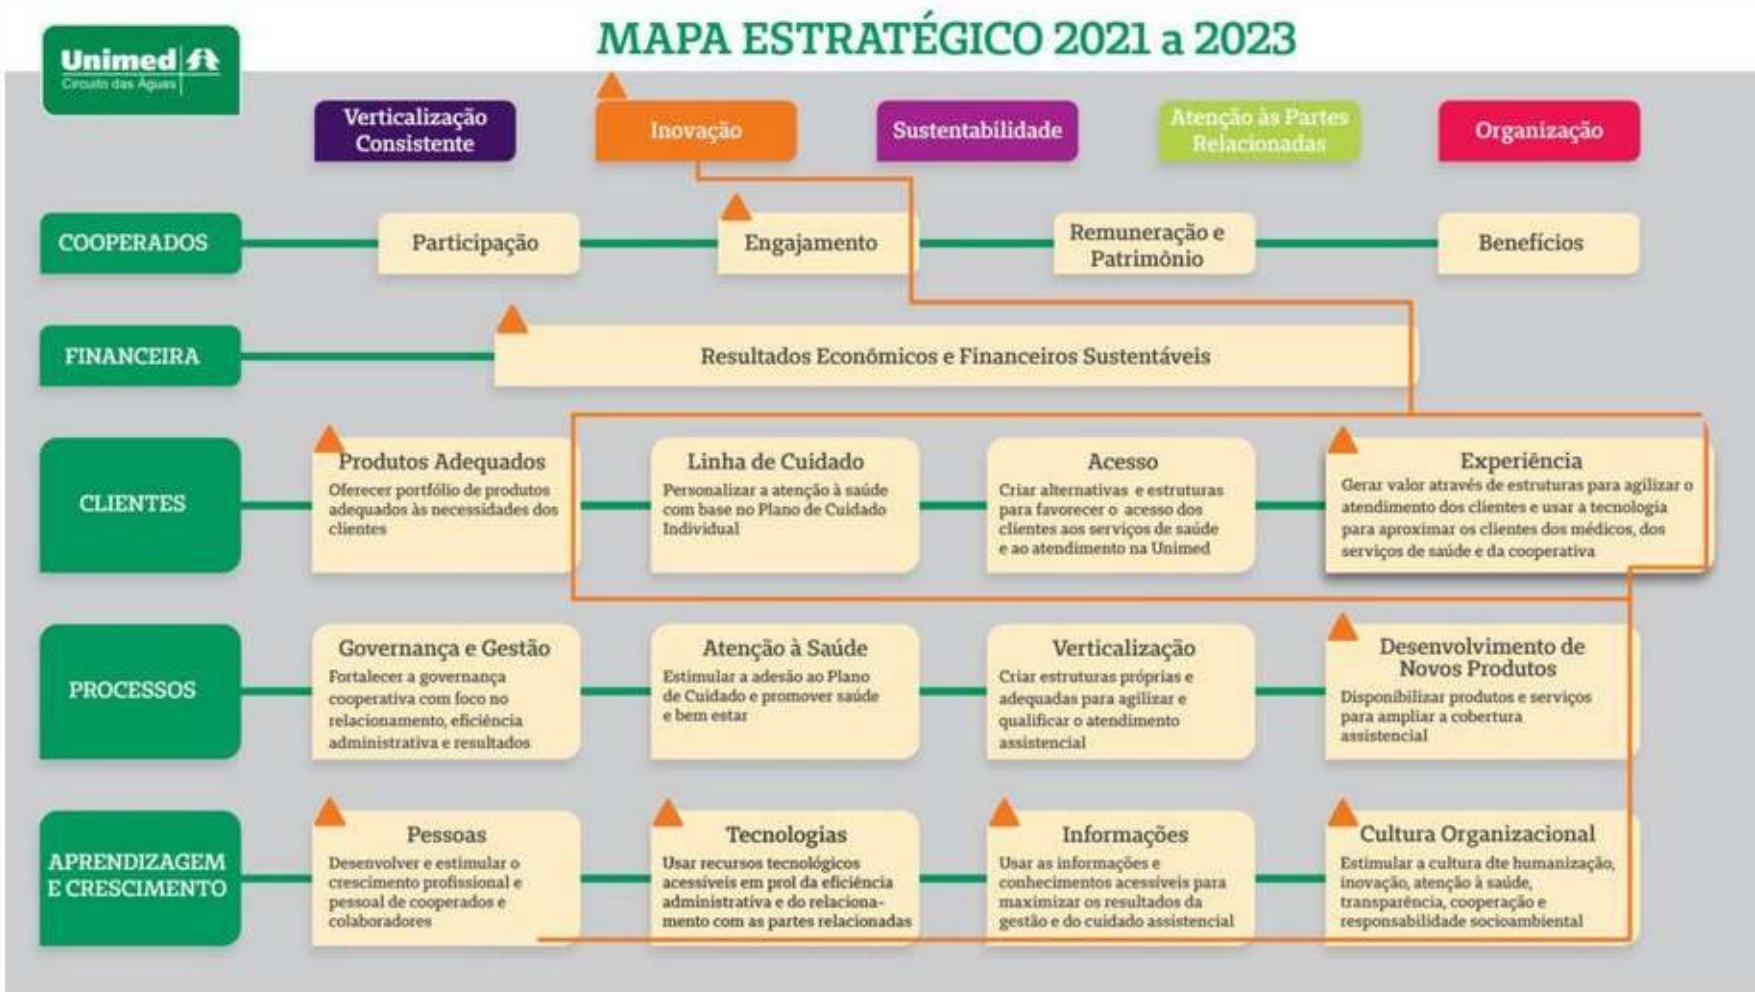 MAPA ESTRATÉGICO 2021 a 2023
Unimed
Circuito das Águas
Verticalização
Consistente
Inovação
Sustentabilidade
Atenção às Partes
Relacionadas
Organização
COOPERADOS
Participação
Engajamento
Remuneração e
Patrimônio
Benefícios
FINANCEIRA
Resultados Econômicos e Financeiros Sustentáveis
CLIENTES
Produtos Adequados
Oferecer portfólio de produtos
adequados às necessidades dos
clientes
Linha de Cuidado
Personalizar a atenção à saúde
com base no Plano de Cuidado
Individual
Acesso
Criar alternativas e estruturas
para favorecer o acesso dos
clientes aos serviços de saúde
e ao atendimento na Unimed
Experiência
Gerar valor através de estruturas para agilizar o
atendimento dos clientes e usar a tecnologia
para aproximar os clientes dos médicos, dos
serviços de saúde e da cooperativa
PROCESSOS
Governança e Gestão
Fortalecer a governança
cooperativa com foco no
relacionamento, eficiência
administrativa e resultados
Atenção à Saúde
Estimular a adesão ao Plano
de Cuidado e promover saúde
e bem estar
Verticalização
Criar estruturas próprias e
adequadas para agilizar e
qualificar o atendimento
assistencial
Desenvolvimento de
Novos Produtos
Disponibilizar produtos e serviços
para ampliar a cobertura
assistencial
APRENDIZAGEM
E CRESCIMENTO
Pessoas
Desenvolver e estimular o
crescimento profissional e
pessoal de cooperados e
colaboradores
Tecnologias
Usar recursos tecnológicos
acessíveis em prol da eficiência
administrativa e do relaciona-
mento com as partes relacionadas
Informações
Usar as informações e
conhecimentos acessíveis para
maximizar os resultados da
gestão e do cuidado assistencial
Cultura Organizacional
Estimular a cultura dte humanização,
inovação, atenção à saúde,
transparência, cooperação e
responsabilidade socioambiental